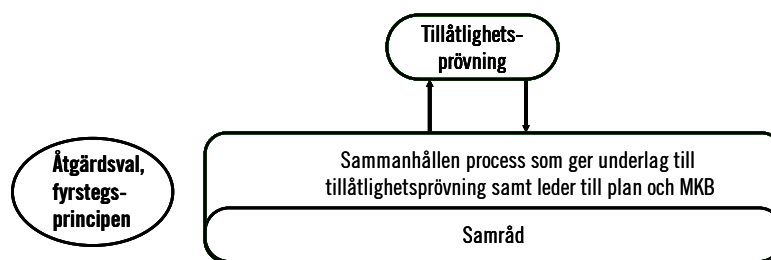 Tillåtlighets-
prövning
Åtgärdsval,
fyrstegs-
principen
Sammanhållen process som ger underlag till
tillåtlighetsprövning samt leder till plan och MKB
Samråd